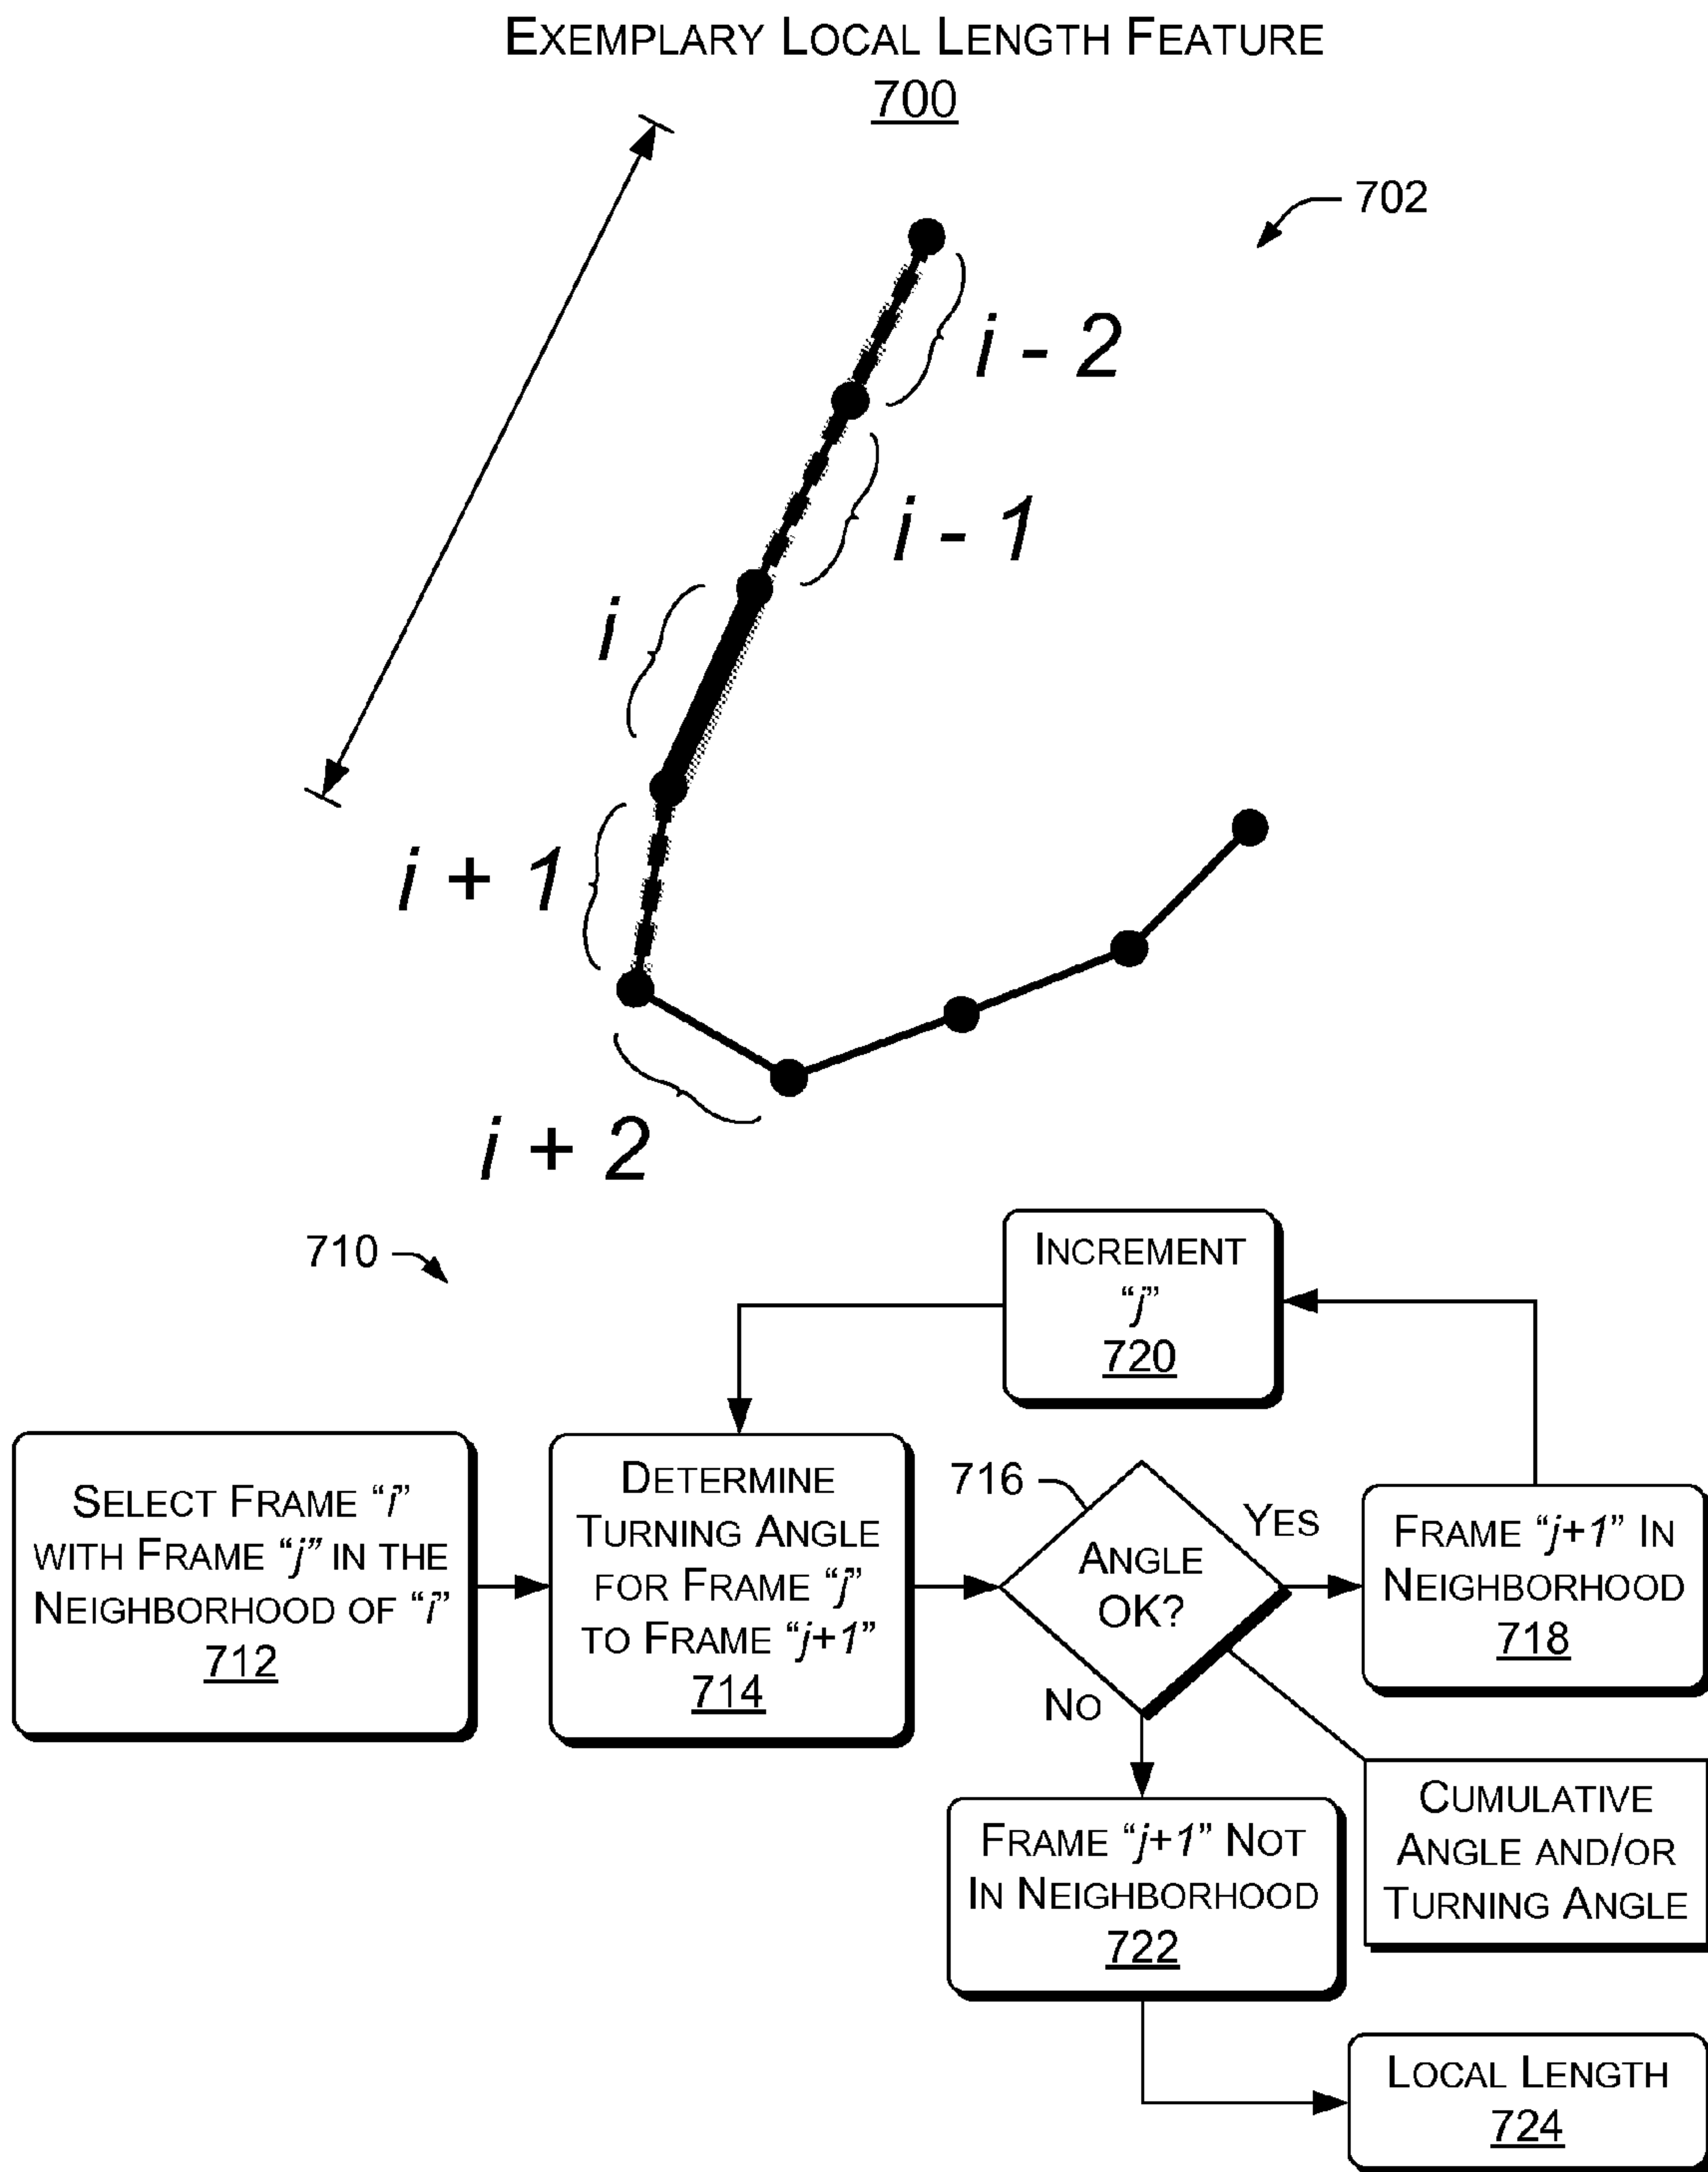 EXEMPLARY LOCAL LENGTH FEATURE
700
702
i - 2
i - 1
i
i + 1
i + 2
710
INCREMENT
“j”
720
SELECT FRAME “i”
WITH FRAME “j” IN THE
NEIGHBORHOOD OF “i”
712
DETERMINE
TURNING ANGLE
FOR FRAME “j”
TO FRAME “j+1”
714
716
ANGLE
OK?
YES
NO
FRAME “j+1” IN
NEIGHBORHOOD
718
CUMULATIVE
ANGLE AND/OR
TURNING ANGLE
FRAME “j+1” NOT
IN NEIGHBORHOOD
722
LOCAL LENGTH
724